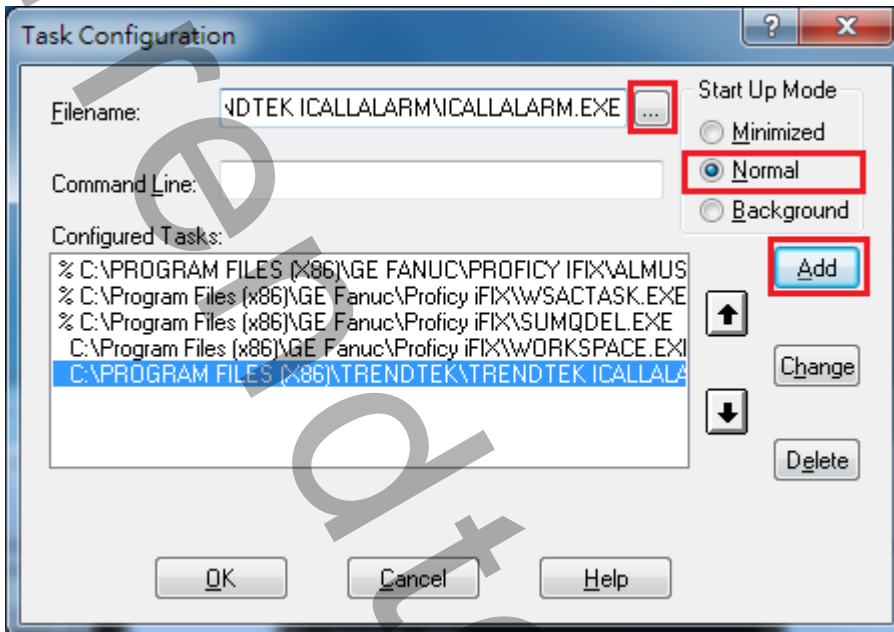 Task Configuration
Filename:
NDTEK ICALLALARM\ICALLALARM.EXE
...
Start Up Mode
Minimized
Normal
Background
Command Line:
Configured Tasks:
% C:\PROGRAM FILES (X86)\GE FANUC\PROFICY IFIX\ALMUS
% C:\Program Files (x86)\GE Fanuc\Proficy iFIX\WSACTASK.EXE
% C:\Program Files (x86)\GE Fanuc\Proficy iFIX\SUMQDEL.EXE
C:\Program Files (x86)\GE Fanuc\Proficy iFIX\WORKSPACE.EXI
C:\PROGRAM FILES (X86)\TRENDTEK\TRENDTEK ICALLALA
Add
Change
Delete
OK
Cancel
Help
rendt